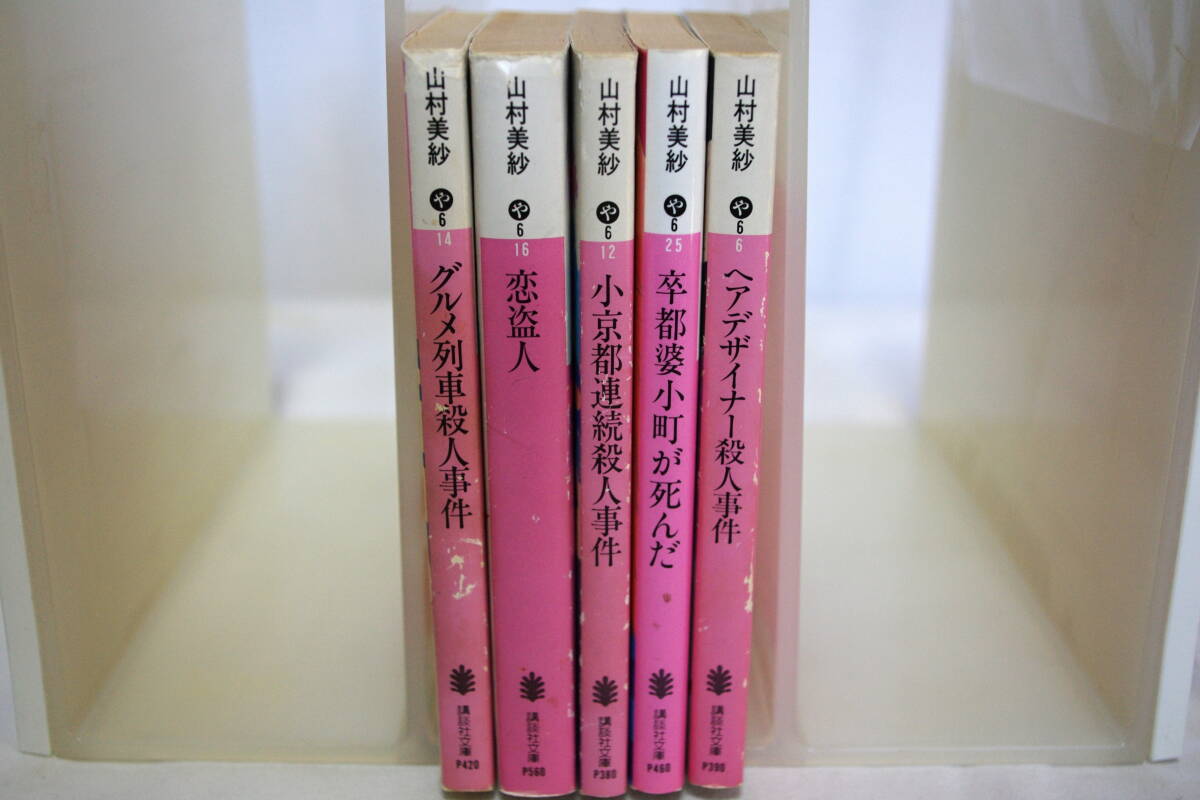 山村美紗
や
6
14
グルメ列車殺人事件
講談社文庫
P420
山村美紗
や
6
16
恋盗人
講談社文庫
P560
山村美紗
や
6
12
小京都連続殺人事件
講談社文庫
P380
山村美紗
や
6
25
卒都婆小町が死んだ
講談社文庫
P460
山村美紗
や
6
6
ヘアデザイナー殺人事件
講談社文庫
P390